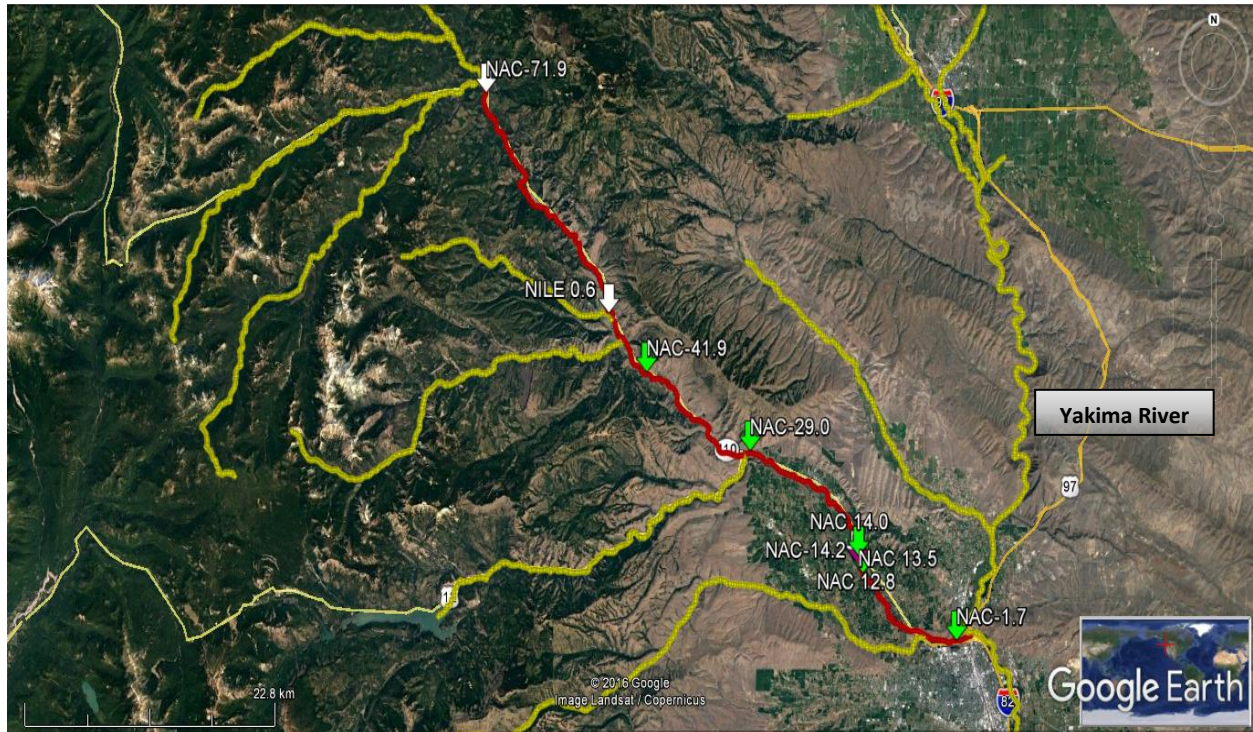 N
NAC-71.9
NILE 0.6
NAC-41.9
Yakima River
NAC-29.0
97
NAC 14.0
NAC-14.2
NAC 13.5
NAC 12.8
NAC-1.7
22.8 km
© 2016 Google
Image Landsat / Copernicus
Google Earth
82